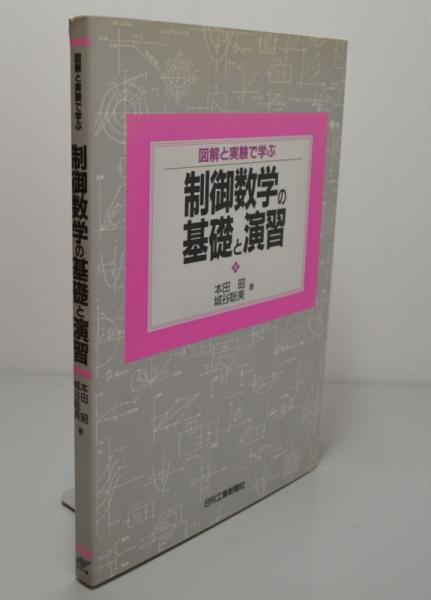 図解と実験で学ぶ
制御数学の基礎と演習
本田 昭
城谷聡美
著
図解と実験で学ぶ
制御数学の
基礎と演習
本田 昭
城谷聡美
著
日刊工業新聞社